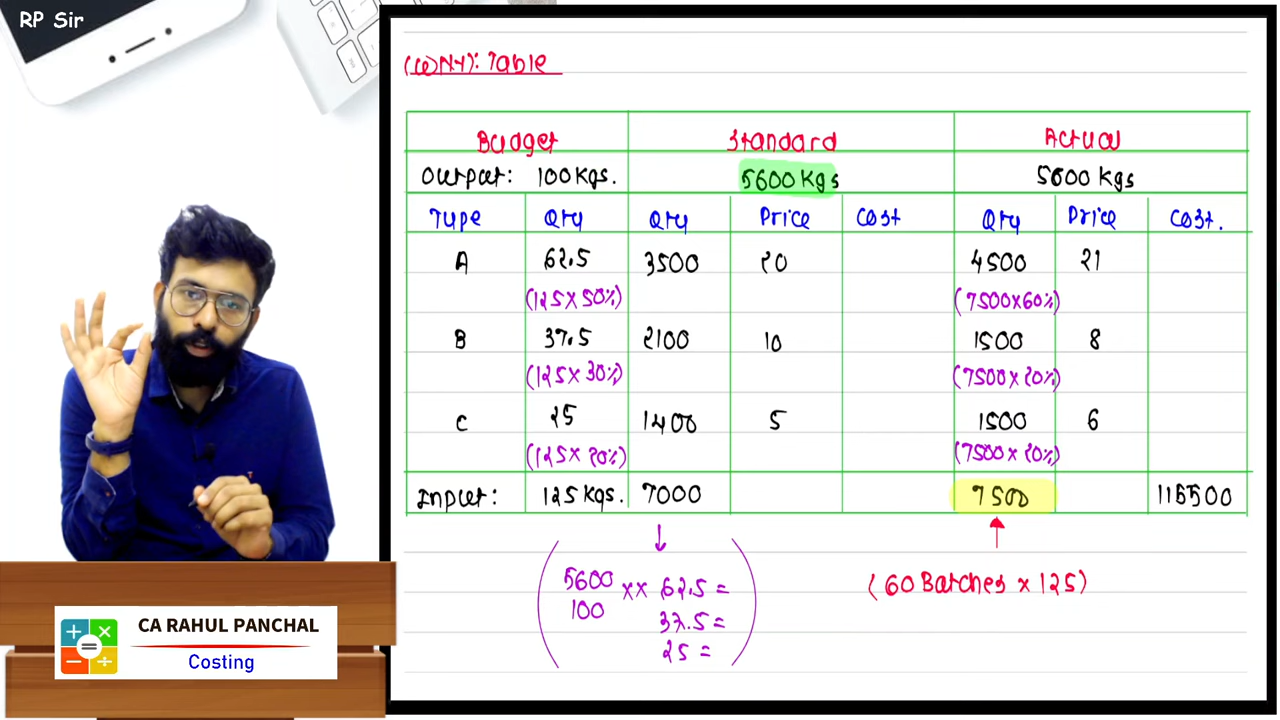 RP Sir
(W.N-1): Table
Budget Standard Actual
Output: 100 Kgs. 5600 Kgs 5600 Kgs
Type Qty Qty Price Cost Qty Price Cost.
A 62.5 3500 20 4500 21
(125 x 50%) (7500x60%)
B 37.5 2100 10 1500 8
(125 x 30%) (7500 x 20%)
C 25 1400 5 1500 6
(125 x 20%) (7500 x 20%)
Input: 125 Kgs. 7000 7500 115500
5600 xx 62.5 =
100 37.5 =
25 =
(60 Batches x 125)
CA RAHUL PANCHAL
Costing